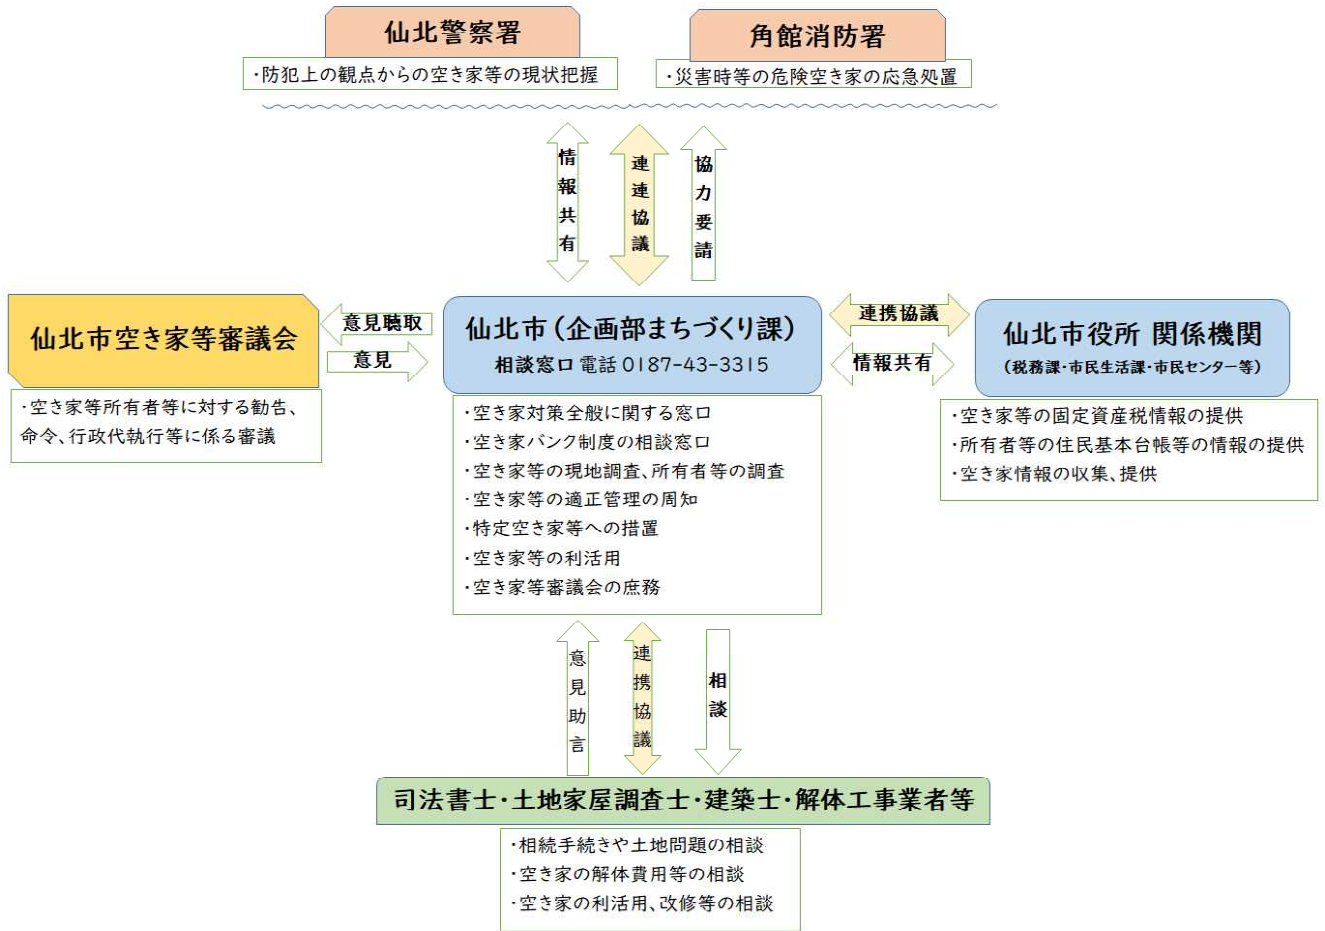 仙北警察署
・防犯上の観点からの空き家等の現状把握
角館消防署
・災害時等の危険空き家の応急処置
情報共有
連連協議
協力要請
仙北市空き家等審議会
・空き家等所有者等に対する勧告、
命令、行政代執行等に係る審議
意見聴取
意見
仙北市(企画部まちづくり課)
相談窓口 電話 0187-43-3315
・空き家対策全般に関する窓口
・空き家バンク制度の相談窓口
・空き家等の現地調査、所有者等の調査
・空き家等の適正管理の周知
・特定空き家等への措置
・空き家等の利活用
・空き家等審議会の庶務
連携協議
情報共有
仙北市役所 関係機関
(税務課・市民生活課・市民センター等)
・空き家等の固定資産税情報の提供
・所有者等の住民基本台帳等の情報の提供
・空き家情報の収集、提供
意見助言
連携協議
相談
司法書士・土地家屋調査士・建築士・解体工事業者等
・相続手続きや土地問題の相談
・空き家の解体費用等の相談
・空き家の利活用、改修等の相談